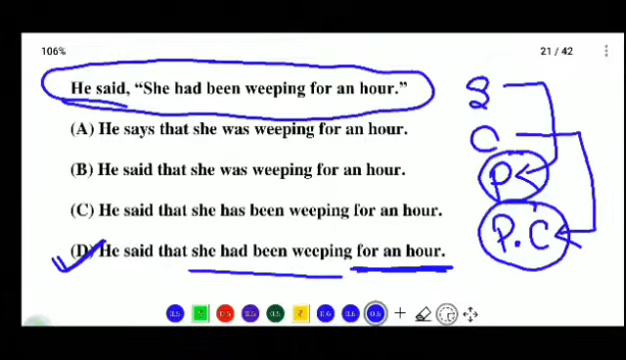 106%
21 / 42
He said, “She had been weeping for an hour.”
(A) He says that she was weeping for an hour.
(B) He said that she was weeping for an hour.
(C) He said that she has been weeping for an hour.
(D) He said that she had been weeping for an hour.
P
P.C